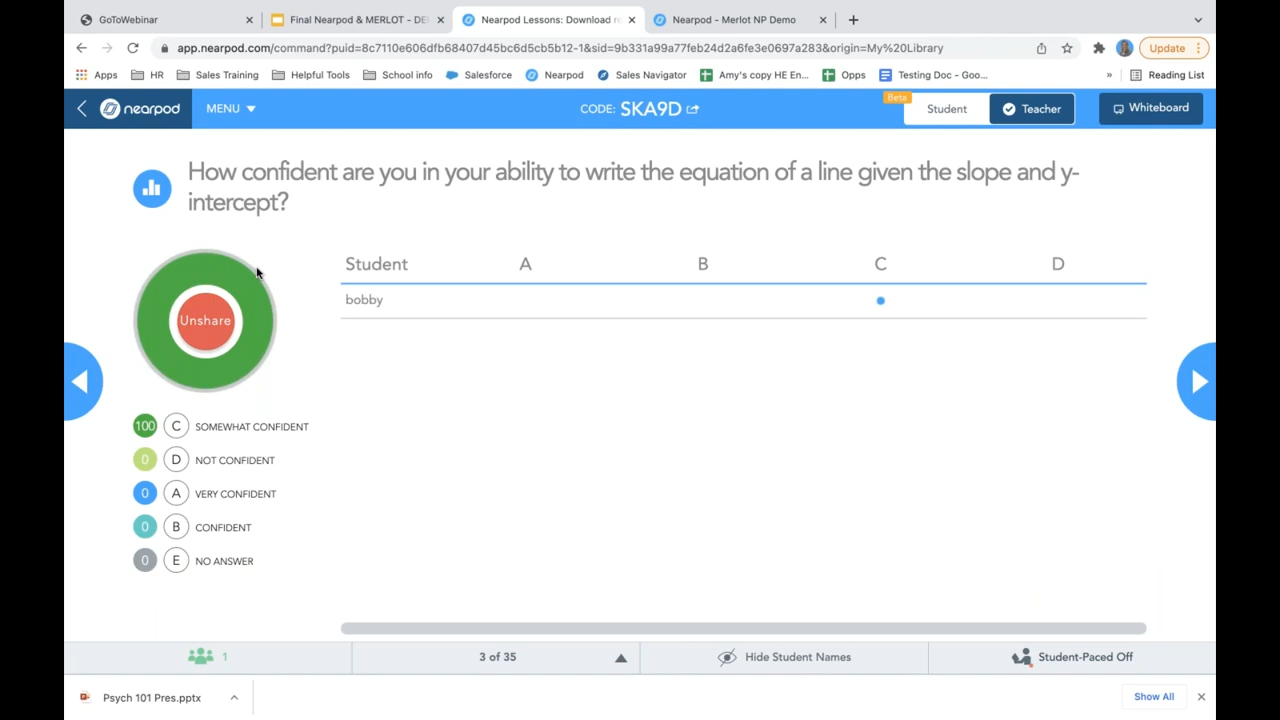 GoToWebinar
Final Nearpod & MERLOT - DE
Nearpod Lessons: Download r
Nearpod - Merlot NP Demo
app.nearpod.com/command?puid=8c7110e606dfb68407d45bc6d5cb5b12-1&sid=9b331a99a77feb24d2a6fe3e0697a283&origin=My%20Library
Update
Apps
HR
Sales Training
Helpful Tools
School info
Salesforce
Nearpod
Sales Navigator
Amy's copy HE En...
Opps
Testing Doc - Goo...
»
Reading List
nearpod
MENU
CODE: SKA9D
Beta
Student
Teacher
Whiteboard
How confident are you in your ability to write the equation of a line given the slope and y-
intercept?
Unshare
Student A B C D
bobby
100 C SOMEWHAT CONFIDENT
0 D NOT CONFIDENT
0 A VERY CONFIDENT
0 B CONFIDENT
0 E NO ANSWER
1
3 of 35
Hide Student Names
Student-Paced Off
Psych 101 Pres.pptx
Show All